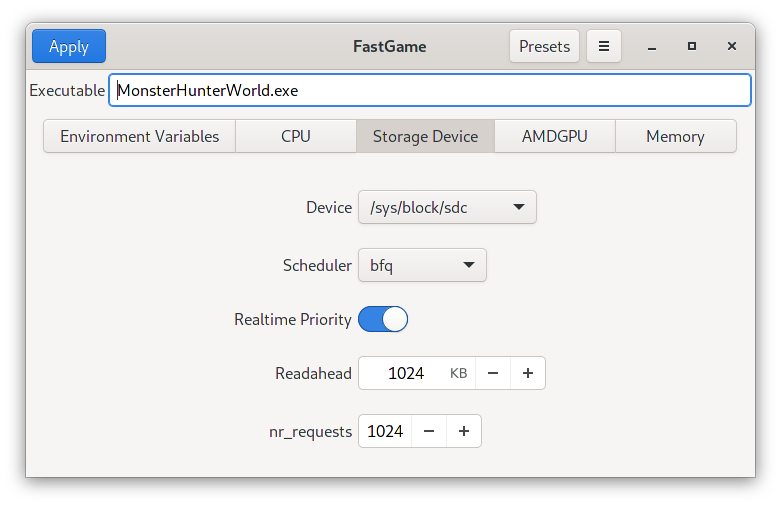 Apply FastGame Presets
Executable MonsterHunterWorld.exe
Environment Variables CPU Storage Device AMDGPU Memory
Device /sys/block/sdc
Scheduler bfq
Realtime Priority
Readahead 1024 KB
nr_requests 1024